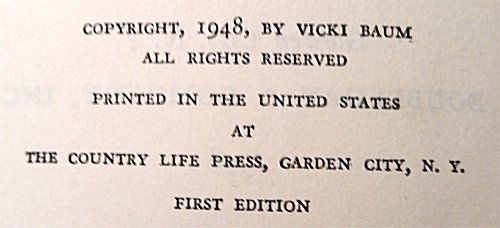 COPYRIGHT, 1948, BY VICKI BAUM
ALL RIGHTS RESERVED
PRINTED IN THE UNITED STATES
AT
THE COUNTRY LIFE PRESS, GARDEN CITY, N. Y.
FIRST EDITION